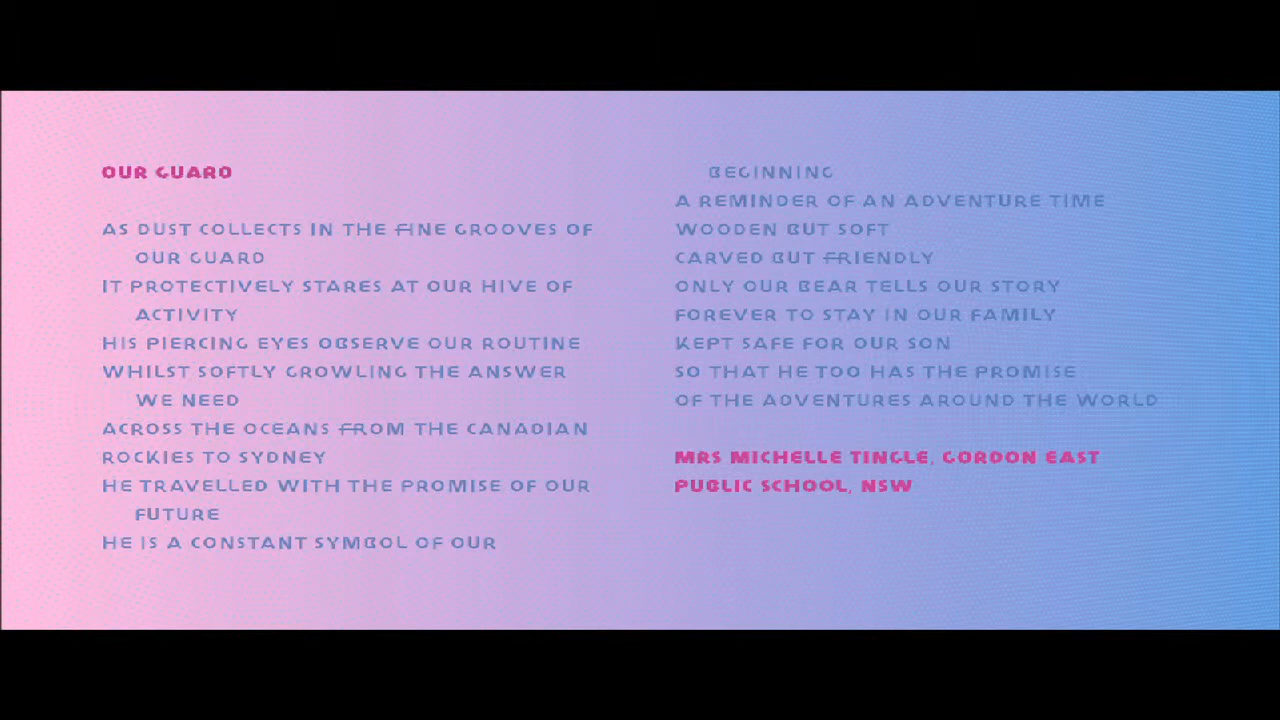 OUR GUARD
AS DUST COLLECTS IN THE FINE GROOVES OF
OUR GUARD
IT PROTECTIVELY STARES AT OUR HIVE OF
ACTIVITY
HIS PIERCING EYES OBSERVE OUR ROUTINE
WHILST SOFTLY GROWLING THE ANSWER
WE NEED
ACROSS THE OCEANS FROM THE CANADIAN
ROCKIES TO SYDNEY
HE TRAVELLED WITH THE PROMISE OF OUR
FUTURE
HE IS A CONSTANT SYMBOL OF OUR
BEGINNING
A REMINDER OF AN ADVENTURE TIME
WOODEN BUT SOFT
CARVED BUT FRIENDLY
ONLY OUR BEAR TELLS OUR STORY
FOREVER TO STAY IN OUR FAMILY
KEPT SAFE FOR OUR SON
SO THAT HE TOO HAS THE PROMISE
OF THE ADVENTURES AROUND THE WORLD
MRS MICHELLE TINGLE, GORDON EAST
PUBLIC SCHOOL, NSW